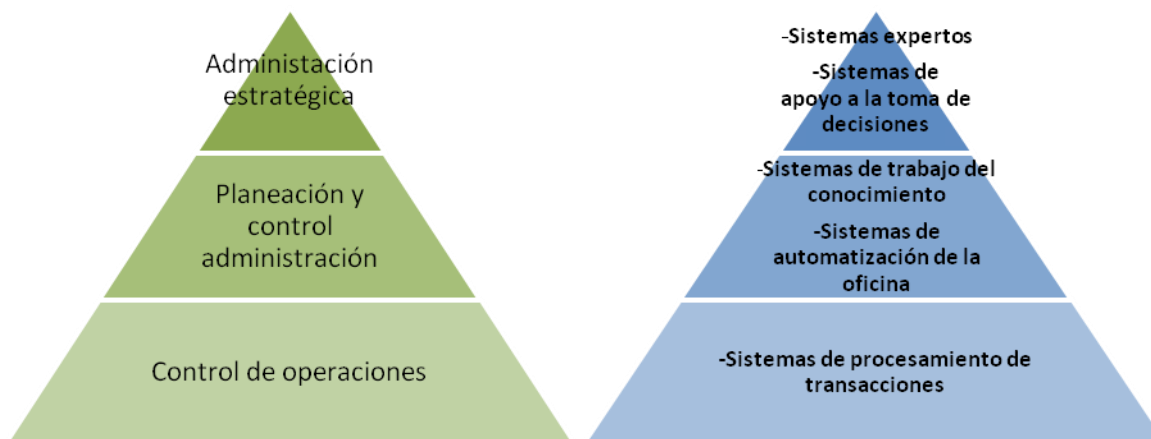 Administación
estratégica
Planeación y
control
administración
Control de operaciones
-Sistemas expertos
-Sistemas de
apoyo a la toma de
decisiones
-Sistemas de trabajo del
conocimiento
-Sistemas de
automatización de la
oficina
-Sistemas de procesamiento de
transacciones